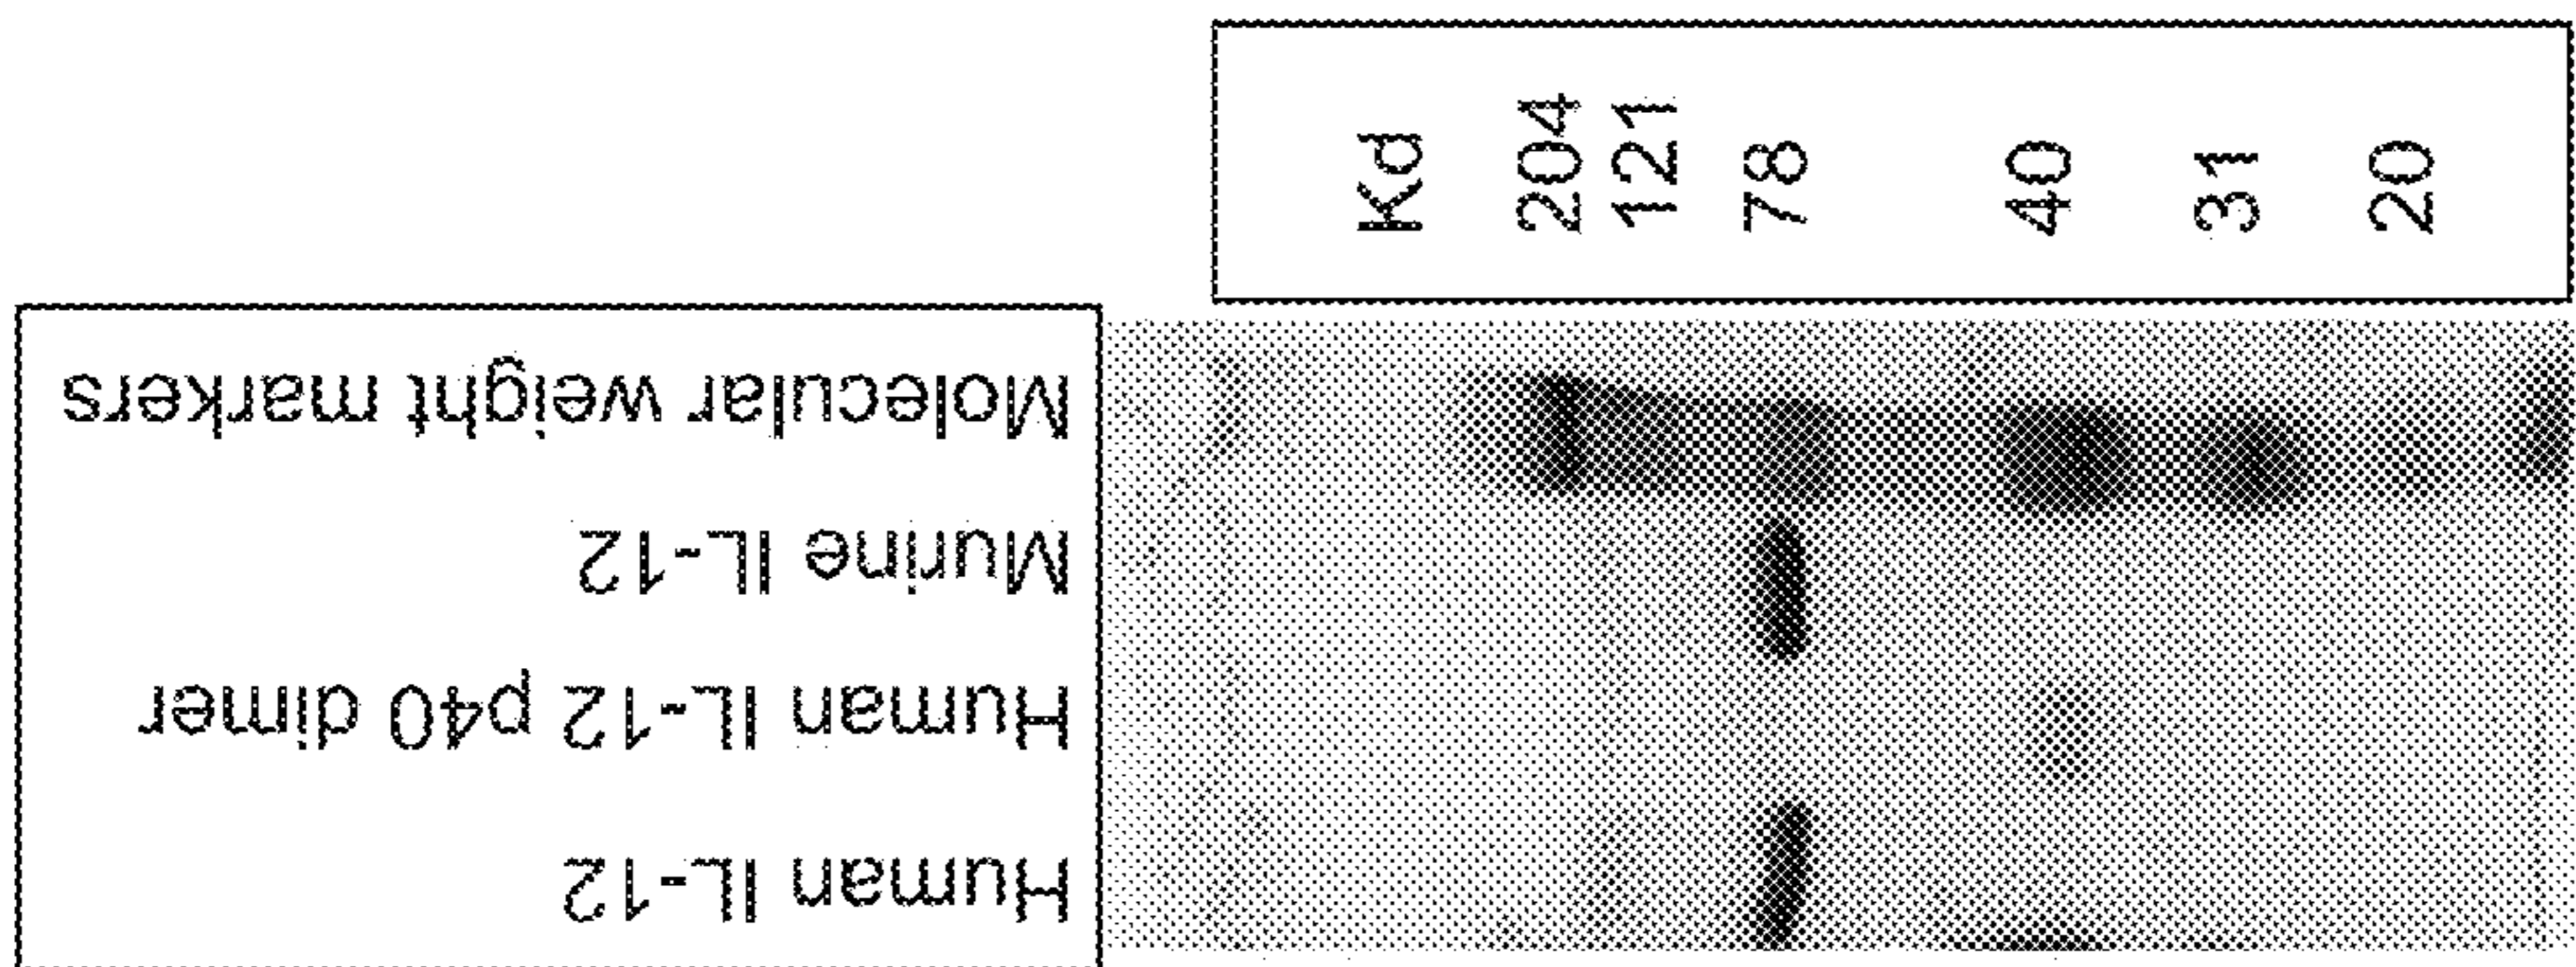 Kd
204
121
78
40
31
20
Molecular weight markers
Murine IL-12
Human IL-12 p40 dimer
Human IL-12